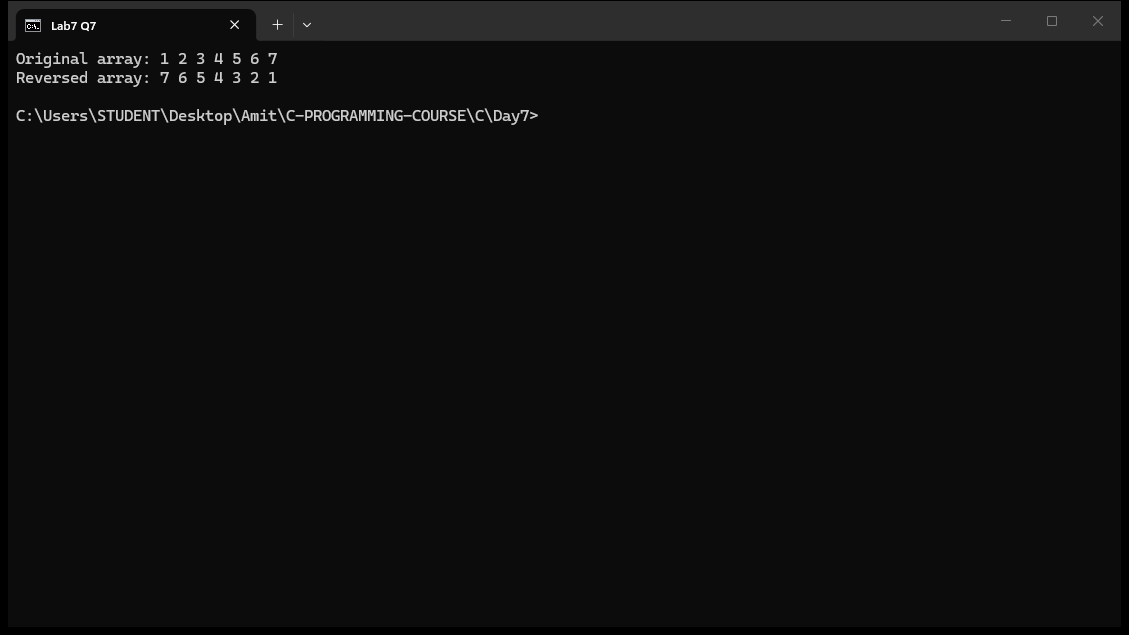 Lab7 Q7
Original array: 1 2 3 4 5 6 7
Reversed array: 7 6 5 4 3 2 1
C:\Users\STUDENT\Desktop\Amit\C-PROGRAMMING-COURSE\C\Day7>